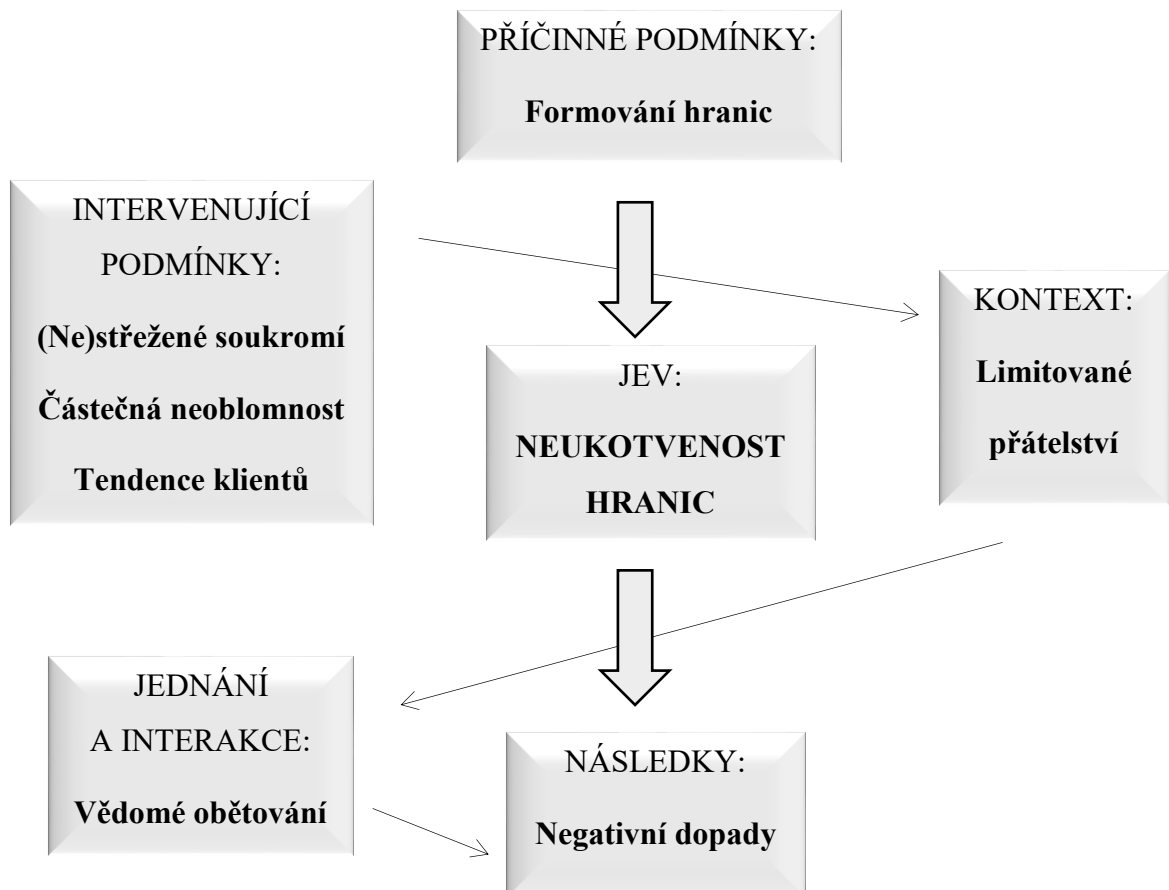 PŘÍČINNÉ PODMÍNKY:
Formování hranic
INTERVENUJÍCÍ
PODMÍNKY:
(Ne)střežené soukromí
Částečná neoblomnost
Tendence klientů
KONTEXT:
Limitované
přátelství
JEV:
NEUKOTVENOST
HRANIC
JEDNÁNÍ
A INTERAKCE:
Vědomé obětování
NÁSLEDKY:
Negativní dopady